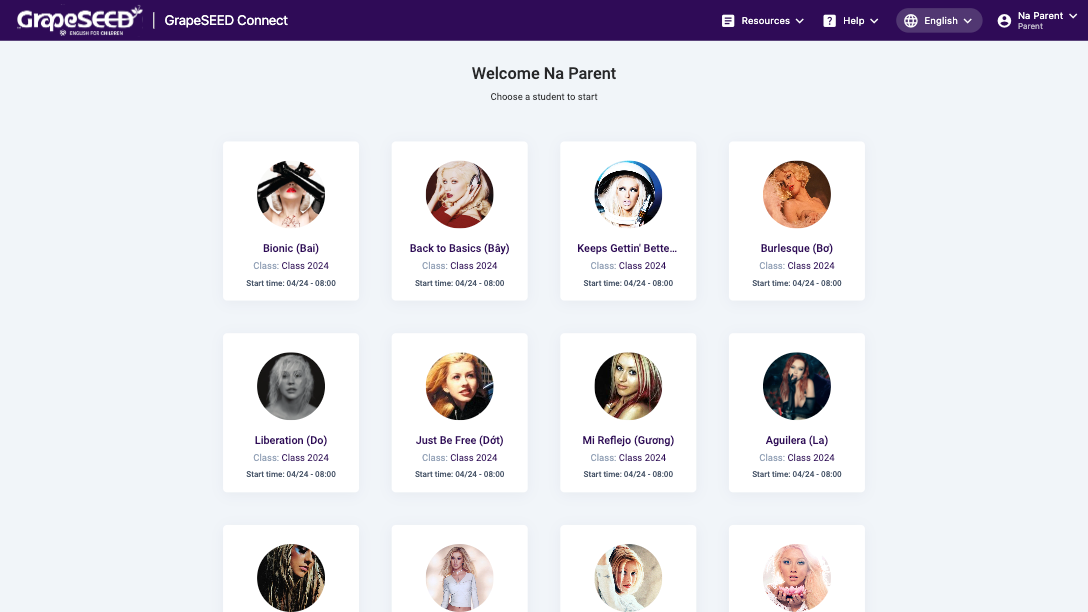 GrapeSEED
ENGLISH FOR CHILDREN
GrapeSEED Connect
Resources
Help
English
Na Parent
Parent
Welcome Na Parent
Choose a student to start
Bionic (Bai)
Class: Class 2024
Start time: 04/24 - 08:00
Back to Basics (Bây)
Class: Class 2024
Start time: 04/24 - 08:00
Keeps Gettin' Bette...
Class: Class 2024
Start time: 04/24 - 08:00
Burlesque (Bơ)
Class: Class 2024
Start time: 04/24 - 08:00
Liberation (Do)
Class: Class 2024
Start time: 04/24 - 08:00
Just Be Free (Dớt)
Class: Class 2024
Start time: 04/24 - 08:00
Mi Reflejo (Gương)
Class: Class 2024
Start time: 04/24 - 08:00
Aguilera (La)
Class: Class 2024
Start time: 04/24 - 08:00